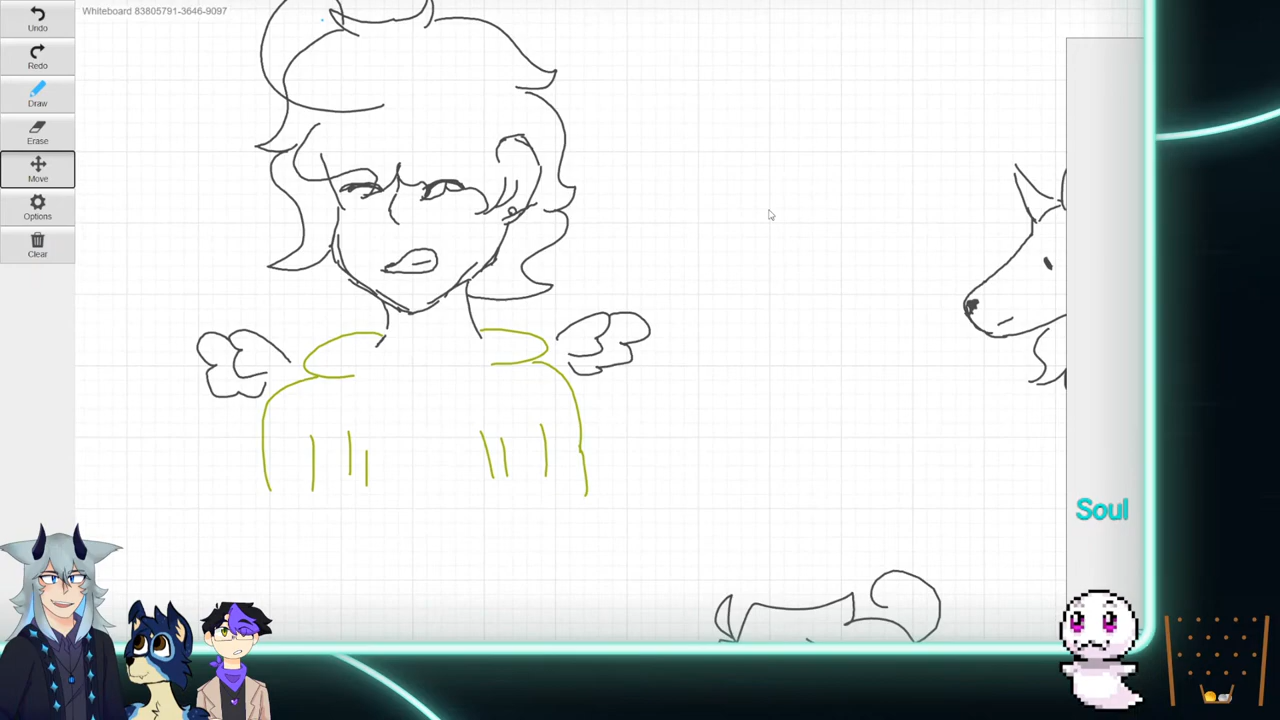 Whiteboard 83805791-3646-9097
Undo
Redo
Draw
Erase
Move
Options
Clear
Soul